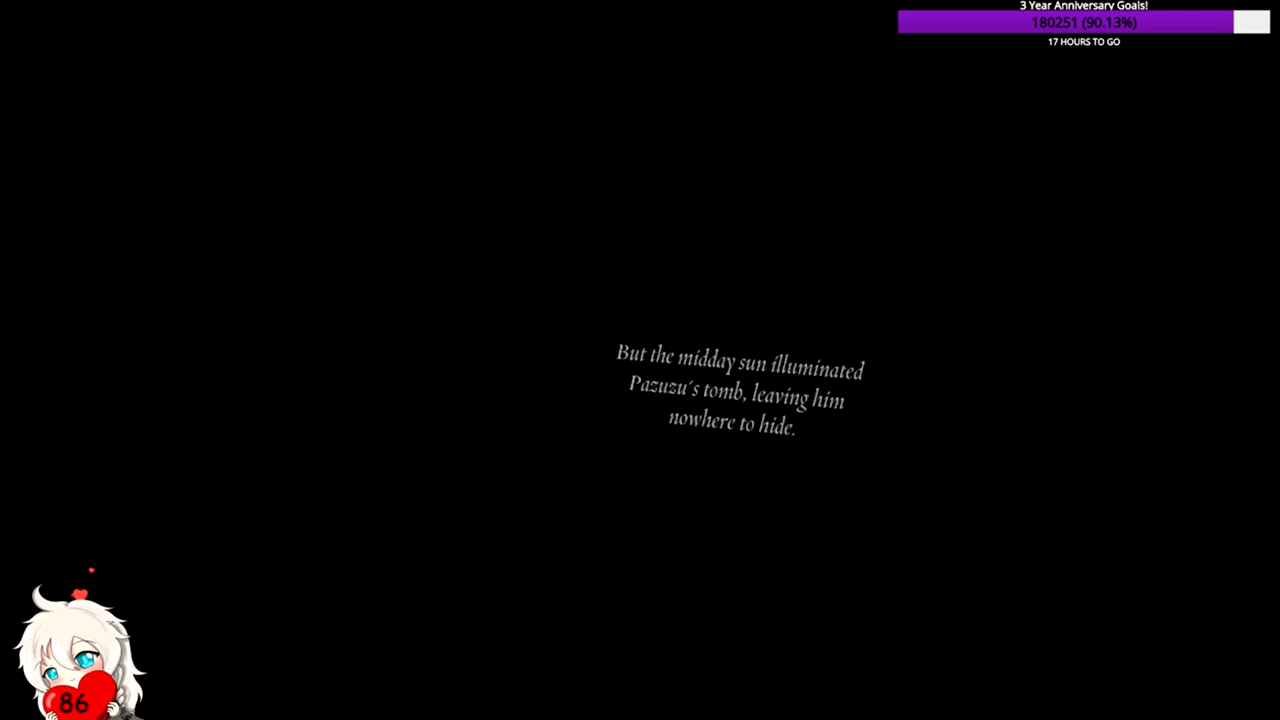 3 Year Anniversary Goals!
180251 (90.13%)
17 HOURS TO GO
But the midday sun illuminated
Pazuzu's tomb, leaving him
nowhere to hide.
86